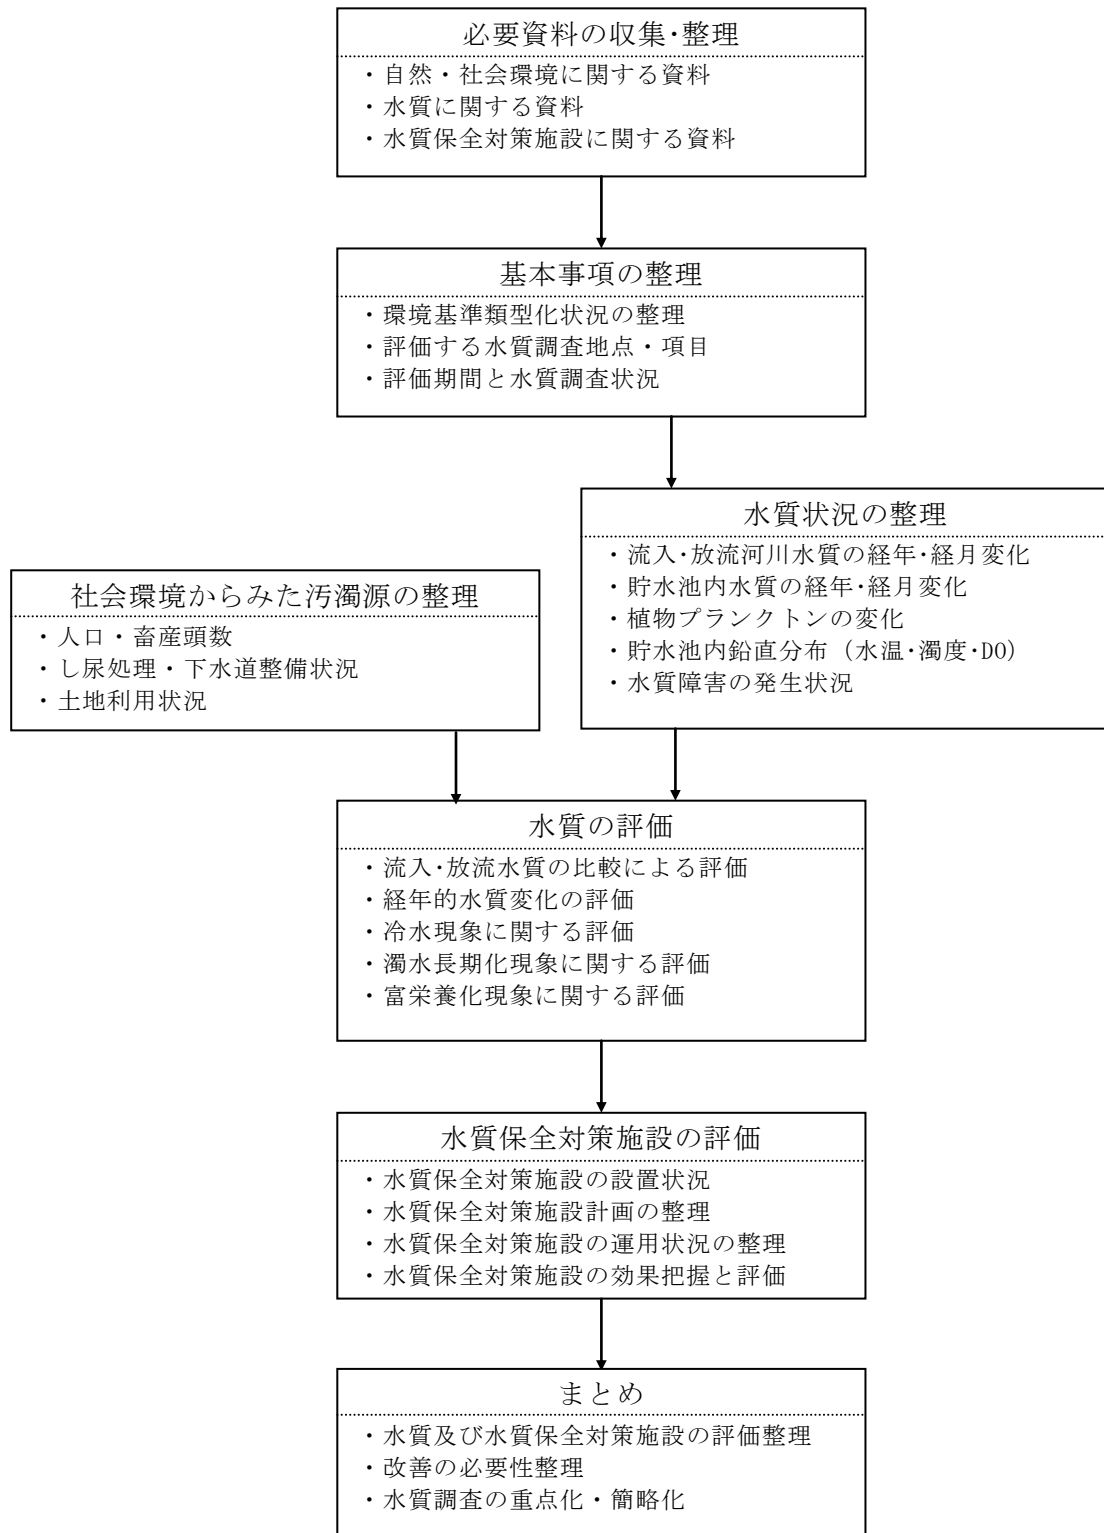 必要資料の収集･整理
・自然・社会環境に関する資料
・水質に関する資料
・水質保全対策施設に関する資料
基本事項の整理
・環境基準類型化状況の整理
・評価する水質調査地点・項目
・評価期間と水質調査状況
水質状況の整理
・流入･放流河川水質の経年･経月変化
・貯水池内水質の経年･経月変化
・植物プランクトンの変化
・貯水池内鉛直分布 (水温･濁度･DO)
・水質障害の発生状況
社会環境からみた汚濁源の整理
・人口・畜産頭数
・し尿処理・下水道整備状況
・土地利用状況
水質の評価
・流入･放流水質の比較による評価
・経年的水質変化の評価
・冷水現象に関する評価
・濁水長期化現象に関する評価
・富栄養化現象に関する評価
水質保全対策施設の評価
・水質保全対策施設の設置状況
・水質保全対策施設計画の整理
・水質保全対策施設の運用状況の整理
・水質保全対策施設の効果把握と評価
まとめ
・水質及び水質保全対策施設の評価整理
・改善の必要性整理
・水質調査の重点化・簡略化